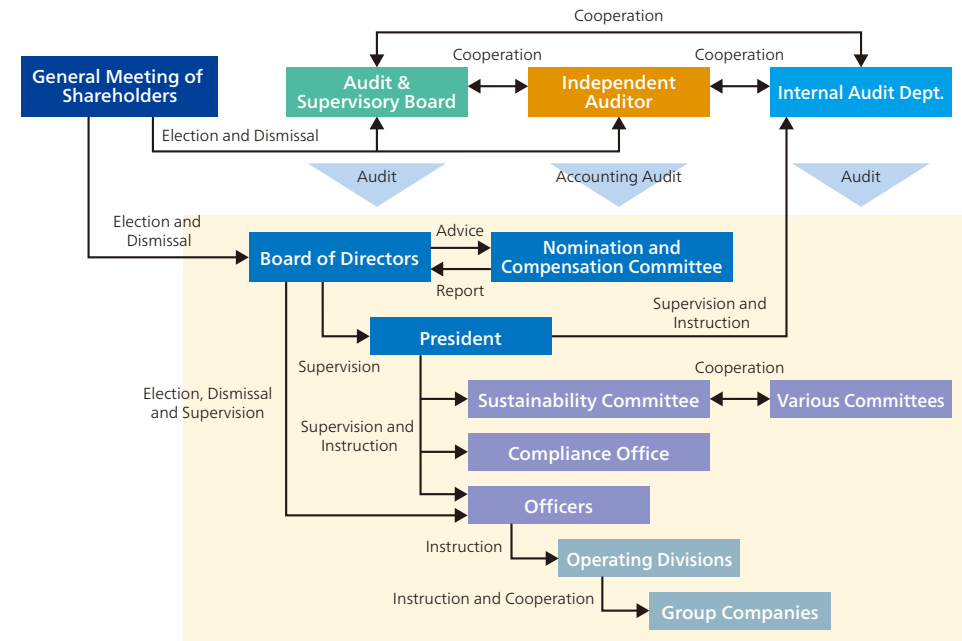 Cooperation
General Meeting of
Shareholders
Audit &
Supervisory Board
Cooperation
Independent
Auditor
Cooperation
Internal Audit Dept.
Election and Dismissal
Audit
Accounting Audit
Audit
Election and
Dismissal
Board of Directors
Advice
Report
Nomination and
Compensation Committee
Supervision and
Instruction
President
Supervision
Election, Dismissal
and Supervision
Supervision and
Instruction
Sustainability Committee
Cooperation
Various Committees
Compliance Office
Officers
Instruction
Operating Divisions
Instruction and Cooperation
Group Companies